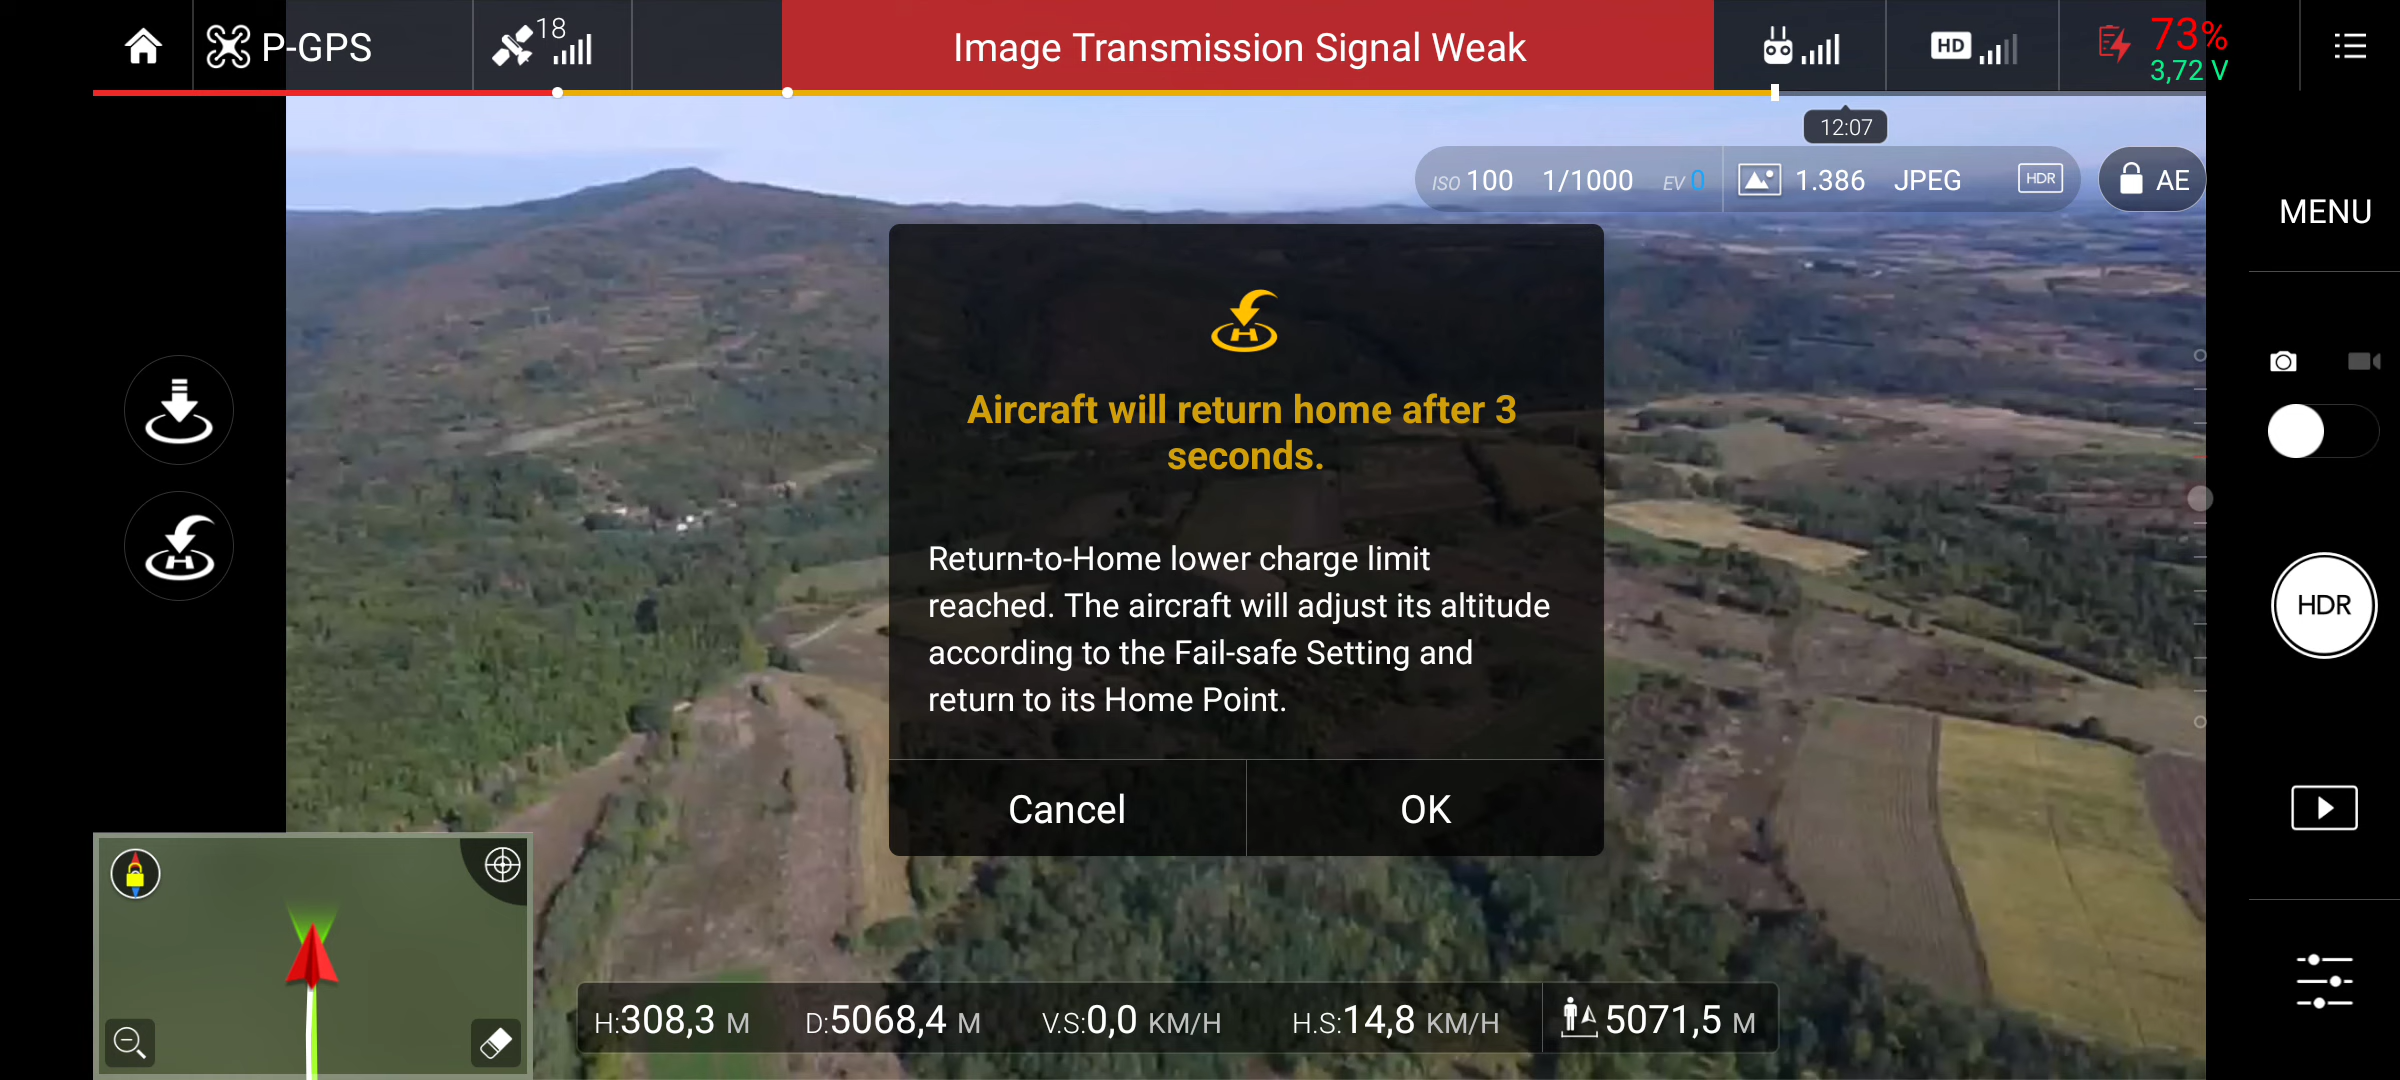 P-GPS
18
Image Transmission Signal Weak
HD
73%
3,72 V
12:07
ISO 100 1/1000 EV 0 1.386 JPEG HDR
AE
MENU
Aircraft will return home after 3
seconds.
Return-to-Home lower charge limit
reached. The aircraft will adjust its altitude
according to the Fail-safe Setting and
return to its Home Point.
Cancel OK
H
H
HDR
H:308,3 M D:5068,4 M V.S:0,0 KM/H H.S:14,8 KM/H 5071,5 M